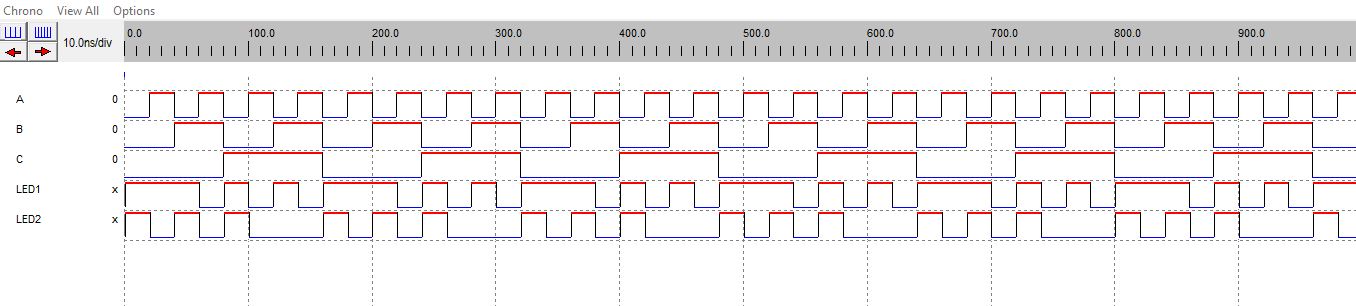 Chrono View All Options
10.0ns/div 0.0 100.0 200.0 300.0 400.0 500.0 600.0 700.0 800.0 900.0
A 0
B 0
C 0
LED1 x
LED2 x